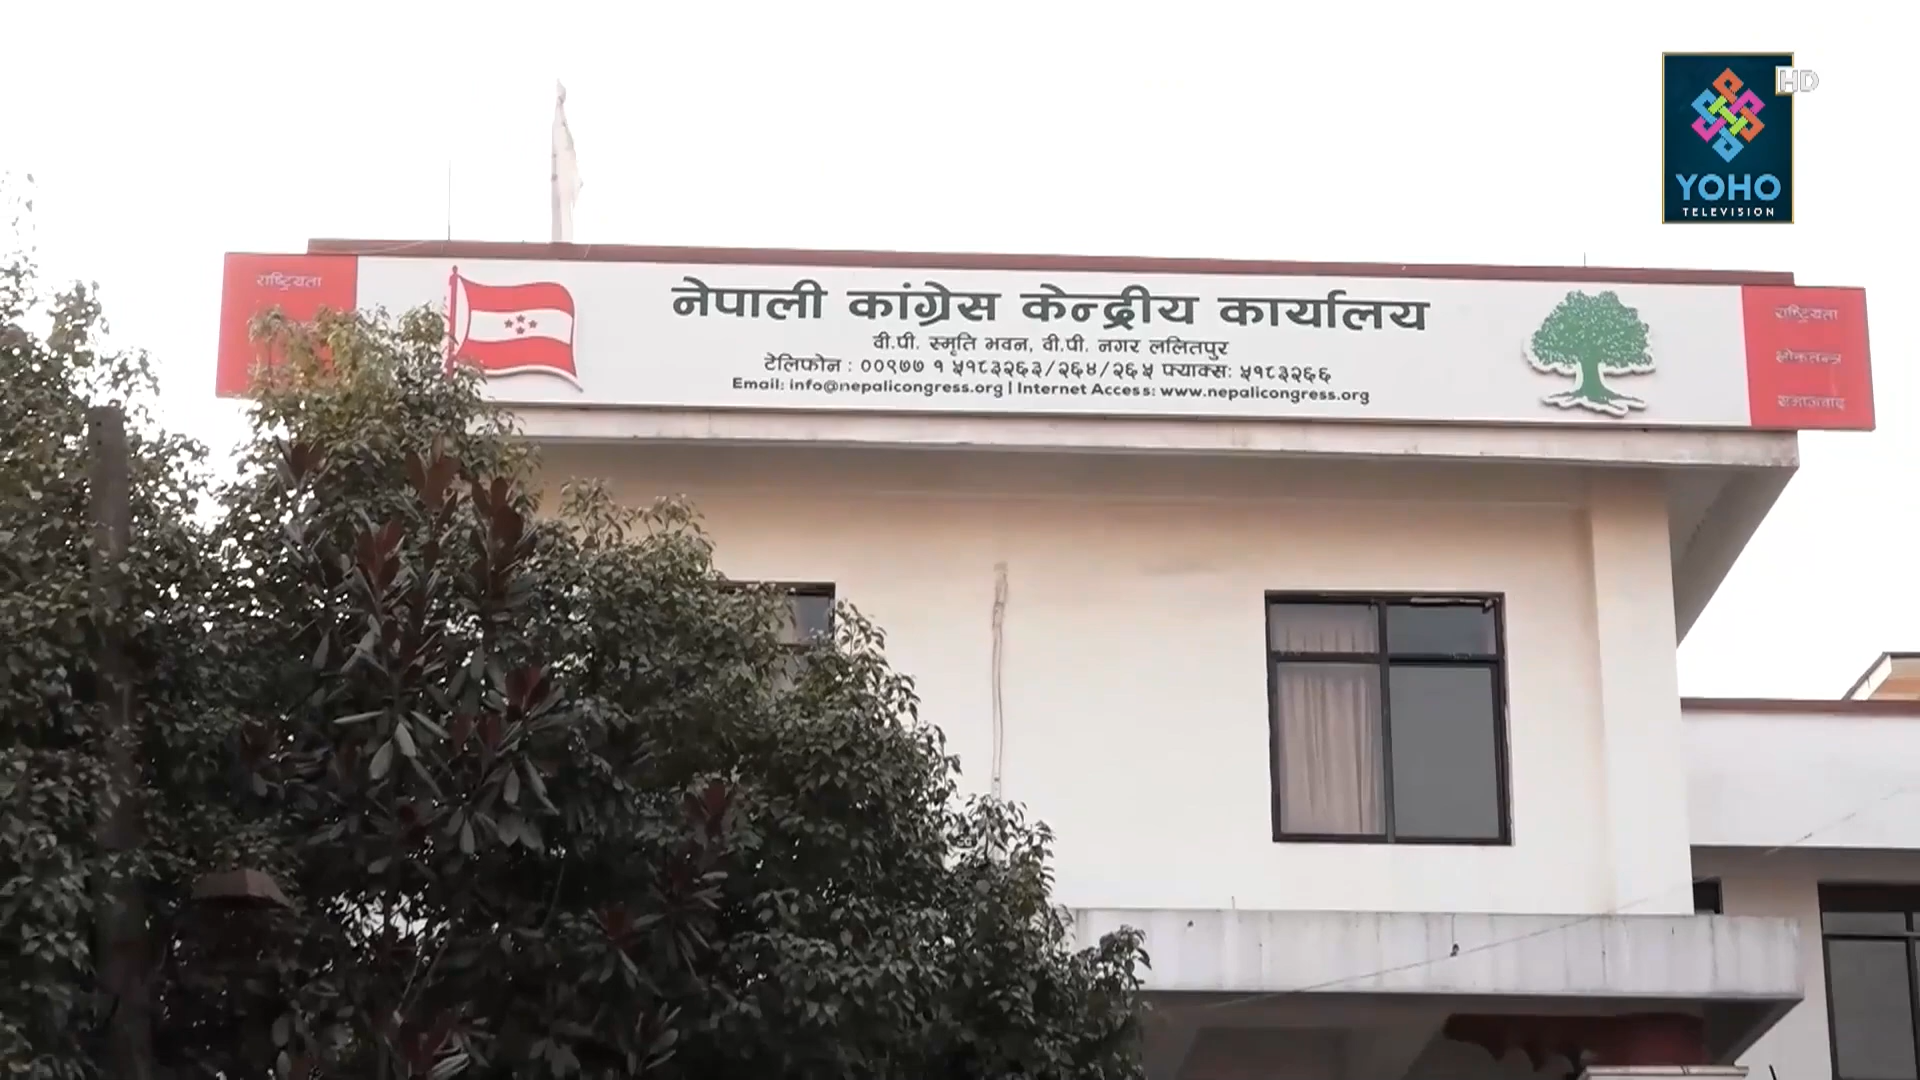 राष्ट्रियता
नेपाली कांग्रेस केन्द्रीय कार्यालय
वी.पी. स्मृति भवन, वी.पी. नगर ललितपुर
टेलिफोन : ००९७७ १ ५१८३२६३/२६४/२६५ फ्याक्स: ५१८३२६६
Email: info@nepalicongress.org | Internet Access: www.nepalicongress.org
राष्ट्रियता
लोकतन्त्र
समाजवाद
HD
YOHO
TELEVISION